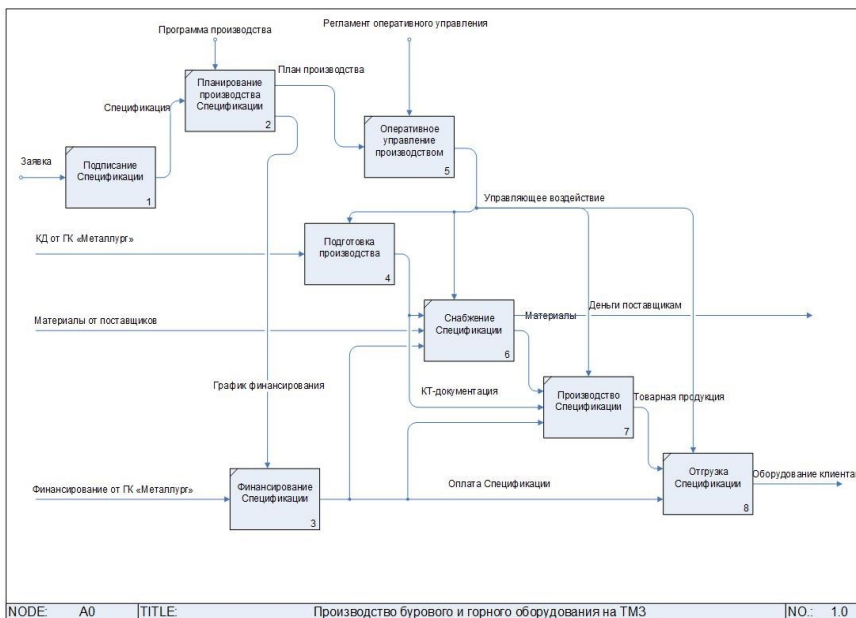 Программа производства
Регламент оперативного управления
План производства
Планирование
производства
Спецификации
2
Спецификация
Оперативное
управление
производством
5
Заявка
Подписание
Спецификации
1
Управляющее воздействие
КД от ГК «Металлург»
Подготовка
производства
4
Деньги поставщикам
Материалы от поставщиков
Снабжение
Спецификации
6
Материалы
График финансирования
КТ-документация
Производство
Спецификации
7
Товарная продукция
Финансирование от ГК «Металлург»
Финансирование
Спецификации
3
Оплата Спецификации
Отгрузка
Спецификации
8
Оборудование клиентам
NODE: A0 TITLE: Производство бурового и горного оборудования на ТМЗ NO.: 1.0